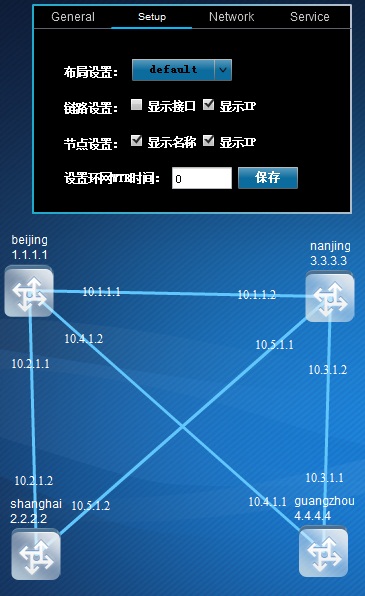 General Setup Network Service
布局设置： default
链路设置： 显示接口 显示IP
节点设置： 显示名称 显示IP
设置环网WTR时间： 0 保存
beijing
1.1.1.1
nanjing
3.3.3.3
10.1.1.1
10.1.1.2
10.4.1.2
10.5.1.1
10.2.1.1
10.3.1.2
10.2.1.2
10.3.1.1
shanghai
2.2.2.2
10.5.1.2
10.4.1.1
guangzhou
4.4.4.4